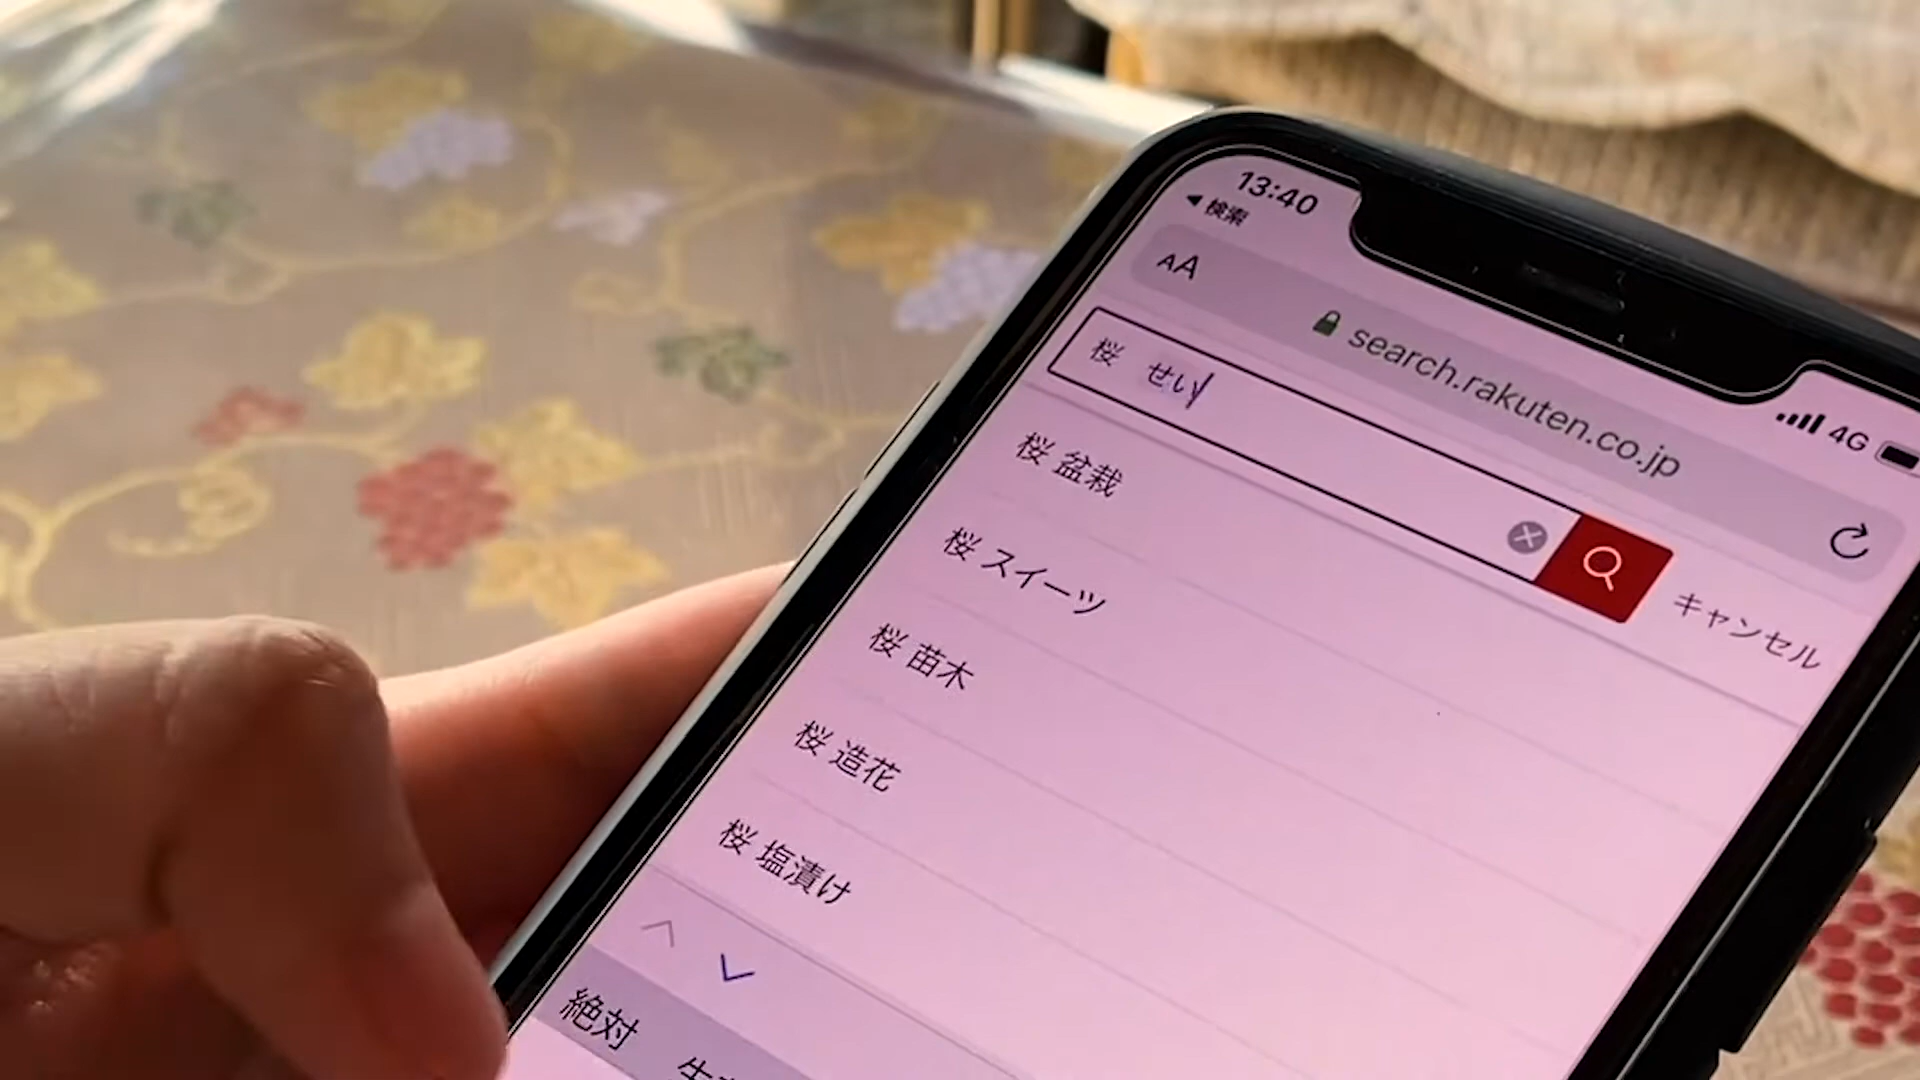 13:40
◀検索
AA search.rakuten.co.jp
4G
桜 せい
キャンセル
桜 盆栽
桜 スイーツ
桜 苗木
桜 造花
桜 塩漬け
絶対